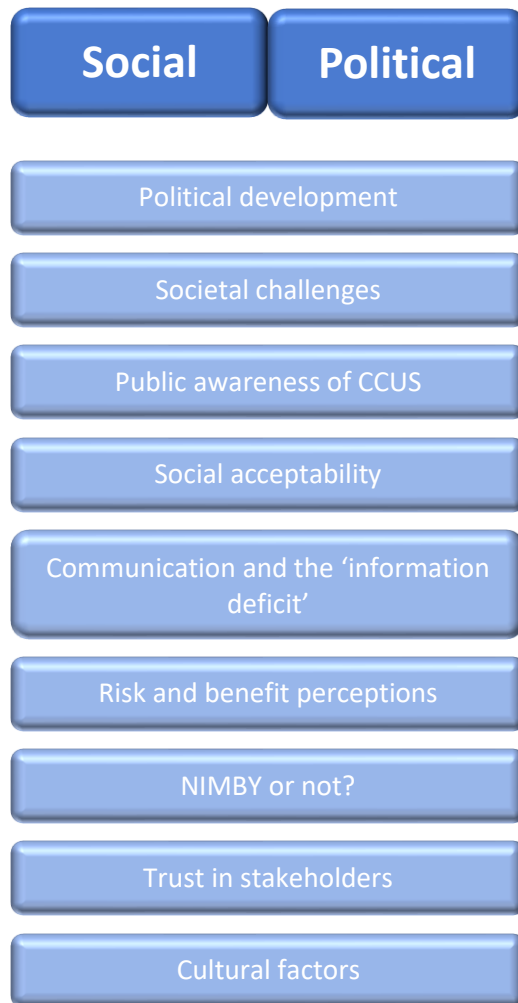 Social Political
Political development
Societal challenges
Public awareness of CCUS
Social acceptability
Communication and the ‘information
deficit’
Risk and benefit perceptions
NIMBY or not?
Trust in stakeholders
Cultural factors